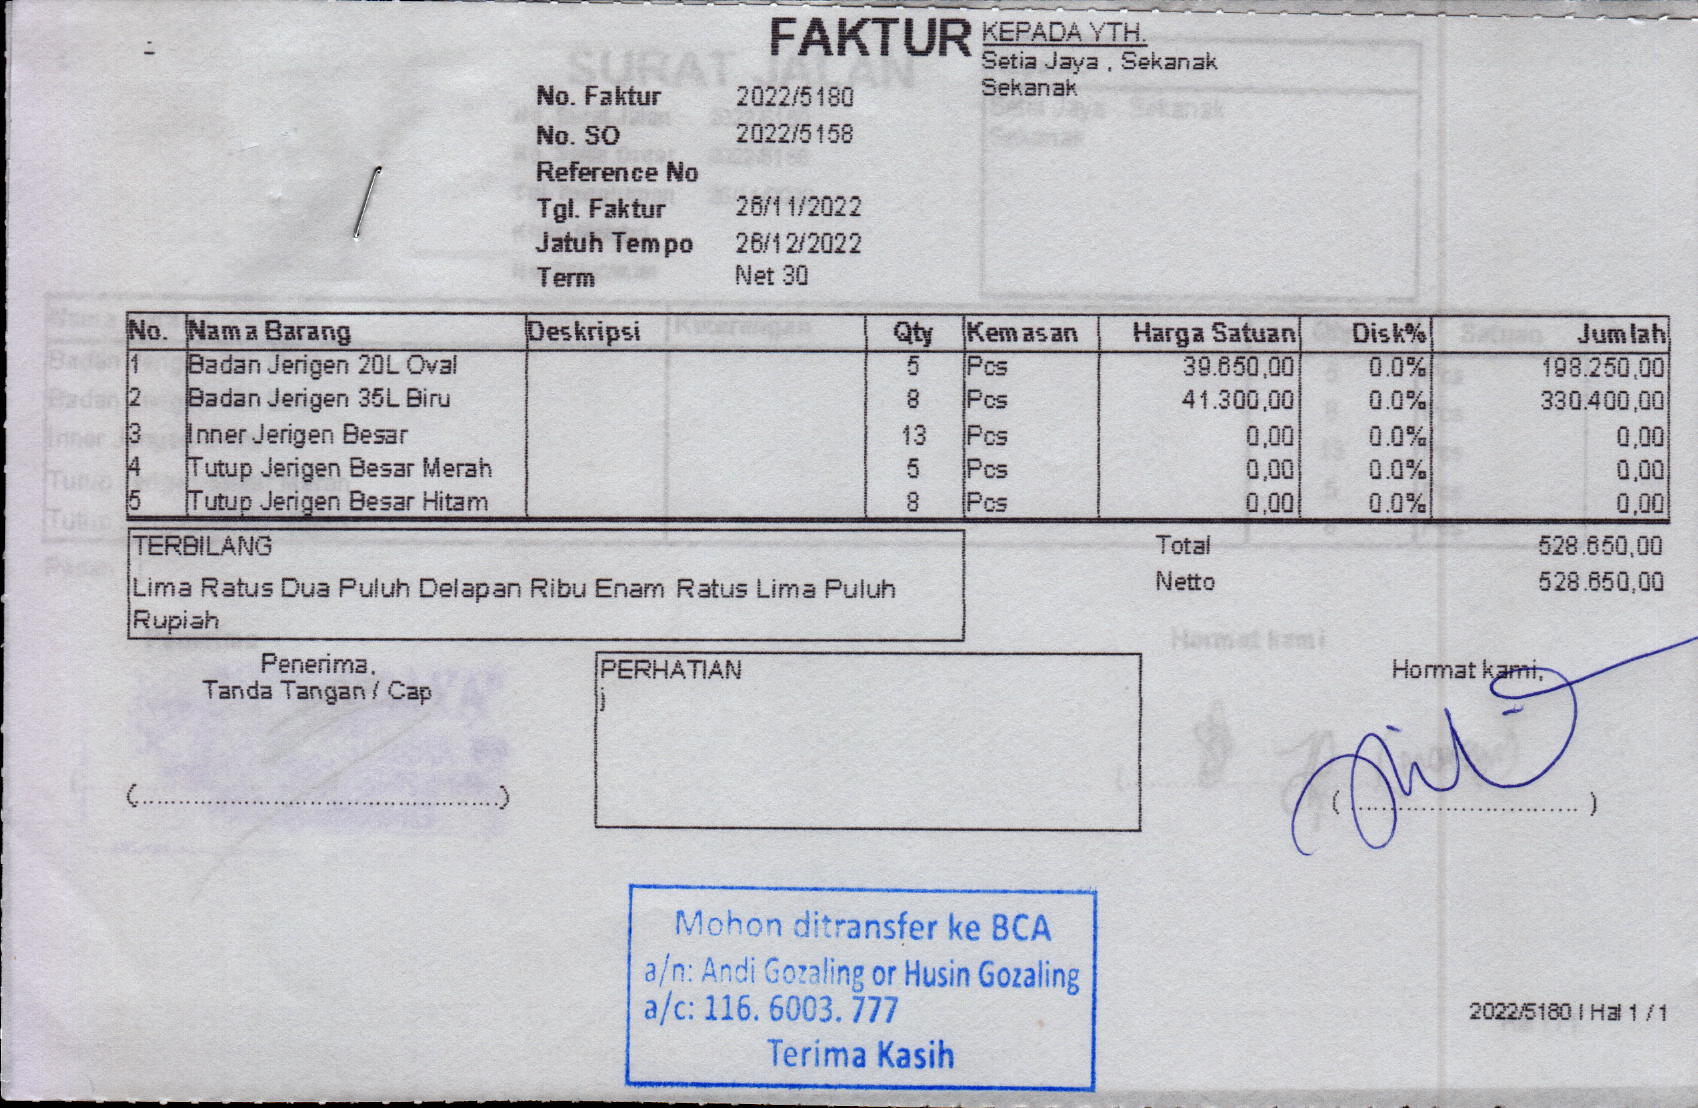 FAKTUR
KEPADA YTH.
Setia Jaya , Sekanak
Sekanak
No. Faktur 2022/5180
No. SO 2022/5158
Reference No
Tgl. Faktur 26/11/2022
Jatuh Tempo 26/12/2022
Term Net 30
No. Nama Barang Deskripsi Qty Kemasan Harga Satuan Disk% Jumlah
1 Badan Jerigen 20L Oval 5 Pcs 39.650,00 0.0% 198.250,00
2 Badan Jerigen 35L Biru 8 Pcs 41.300,00 0.0% 330.400,00
3 Inner Jerigen Besar 13 Pcs 0,00 0.0% 0,00
4 Tutup Jerigen Besar Merah 5 Pcs 0,00 0.0% 0,00
5 Tutup Jerigen Besar Hitam 8 Pcs 0,00 0.0% 0,00
TERBILANG
Lima Ratus Dua Puluh Delapan Ribu Enam Ratus Lima Puluh
Rupiah
Total 528.650,00
Netto 528.650,00
Penerima,
Tanda Tangan / Cap
(................................................)
PERHATIAN
j
Hormat kami,
( .............................. )
Mohon ditransfer ke BCA
a/n: Andi Gozaling or Husin Gozaling
a/c: 116. 6003. 777
Terima Kasih
2022/5180 | Hal 1 / 1